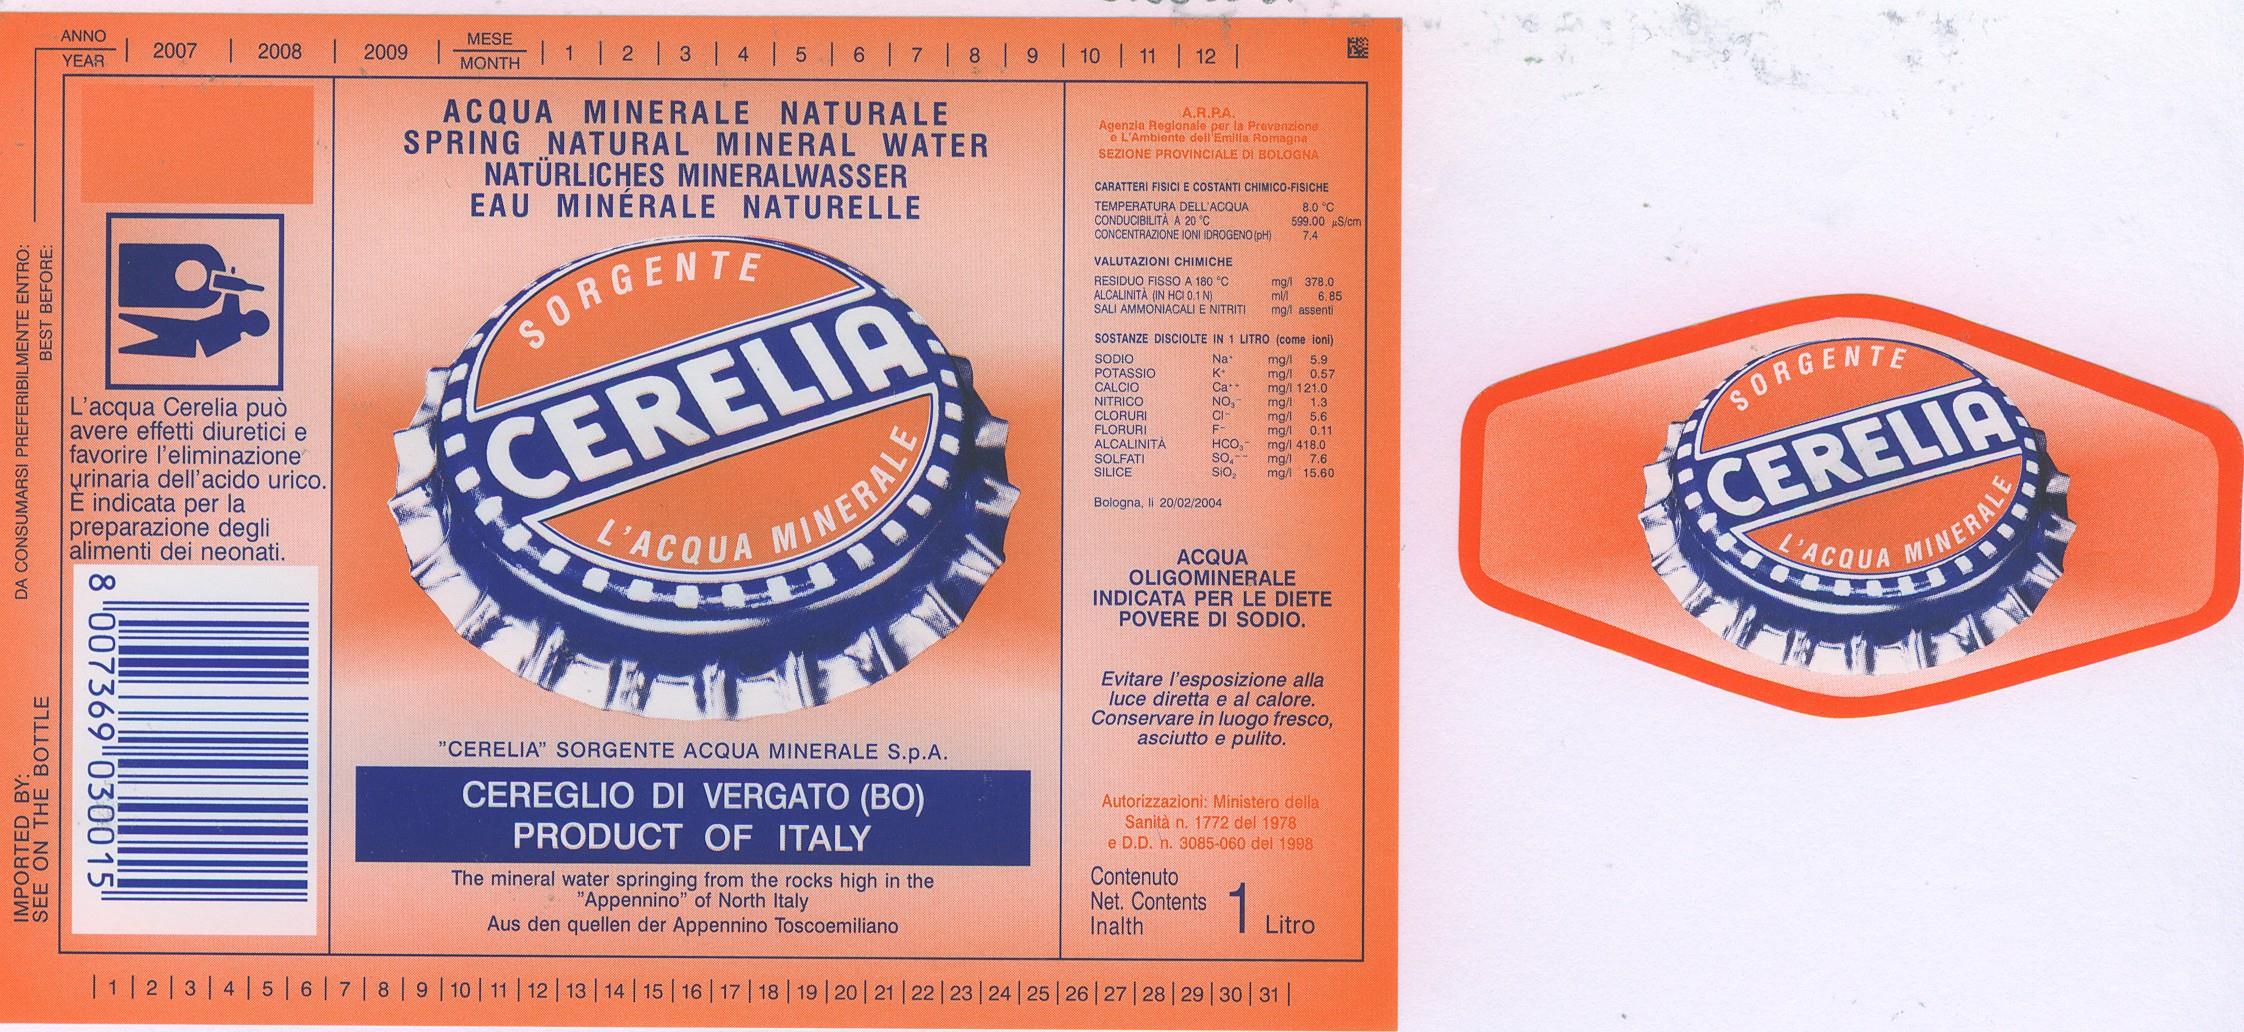 ANNO
YEAR
2007 | 2008 | 2009
MESE
MONTH
1 | 2 | 3 | 4 | 5 | 6 | 7 | 8 | 9 | 10 | 11 | 12
DA CONSUMARSI PREFERIBILMENTE ENTRO:
BEST BEFORE:
IMPORTED BY:
SEE ON THE BOTTLE
L'acqua Cerelia può
avere effetti diuretici e
favorire l'eliminazione
urinaria dell'acido urico.
È indicata per la
preparazione degli
alimenti dei neonati.
8 007369 030015
ACQUA MINERALE NATURALE
SPRING NATURAL MINERAL WATER
NATÜRLICHES MINERALWASSER
EAU MINÉRALE NATURELLE
SORGENTE
CERELIA
L'ACQUA MINERALE
"CERELIA" SORGENTE ACQUA MINERALE S.p.A.
CEREGLIO DI VERGATO (BO)
PRODUCT OF ITALY
The mineral water springing from the rocks high in the
"Appennino" of North Italy
Aus den quellen der Appennino Toscoemiliano
A.R.P.A.
Agenzia Regionale per la Prevenzione
e L'Ambiente dell'Emilia Romagna
SEZIONE PROVINCIALE DI BOLOGNA
CARATTERI FISICI E COSTANTI CHIMICO-FISICHE
TEMPERATURA DELL'ACQUA 8.0 °C
CONDUCIBILITÀ A 20 °C 599.00 µS/cm
CONCENTRAZIONE IONI IDROGENO (pH) 7.4
VALUTAZIONI CHIMICHE
RESIDUO FISSO A 180 °C mg/l 378.0
ALCALINITÀ (IN HCl 0.1 N) ml/l 6.85
SALI AMMONIACALI E NITRITI mg/l assenti
SOSTANZE DISCIOLTE IN 1 LITRO (come ioni)
SODIO Na⁺ mg/l 5.9
POTASSIO K⁺ mg/l 0.57
CALCIO Ca⁺⁺ mg/l 121.0
NITRICO NO₃⁻ mg/l 1.3
CLORURI Cl⁻ mg/l 5.6
FLORURI F⁻ mg/l 0.11
ALCALINITÀ HCO₃⁻ mg/l 418.0
SOLFATI SO₄⁻⁻ mg/l 7.6
SILICE SiO₂ mg/l 15.60
Bologna, li 20/02/2004
ACQUA
OLIGOMINERALE
INDICATA PER LE DIETE
POVERE DI SODIO.
Evitare l'esposizione alla
luce diretta e al calore.
Conservare in luogo fresco,
asciutto e pulito.
Autorizzazioni: Ministero della
Sanità n. 1772 del 1978
e D.D. n. 3085-060 del 1998
Contenuto
Net. Contents
Inalth
1 Litro
1 | 2 | 3 | 4 | 5 | 6 | 7 | 8 | 9 | 10 | 11 | 12 | 13 | 14 | 15 | 16 | 17 | 18 | 19 | 20 | 21 | 22 | 23 | 24 | 25 | 26 | 27 | 28 | 29 | 30 | 31
SORGENTE
CERELIA
L'ACQUA MINERALE